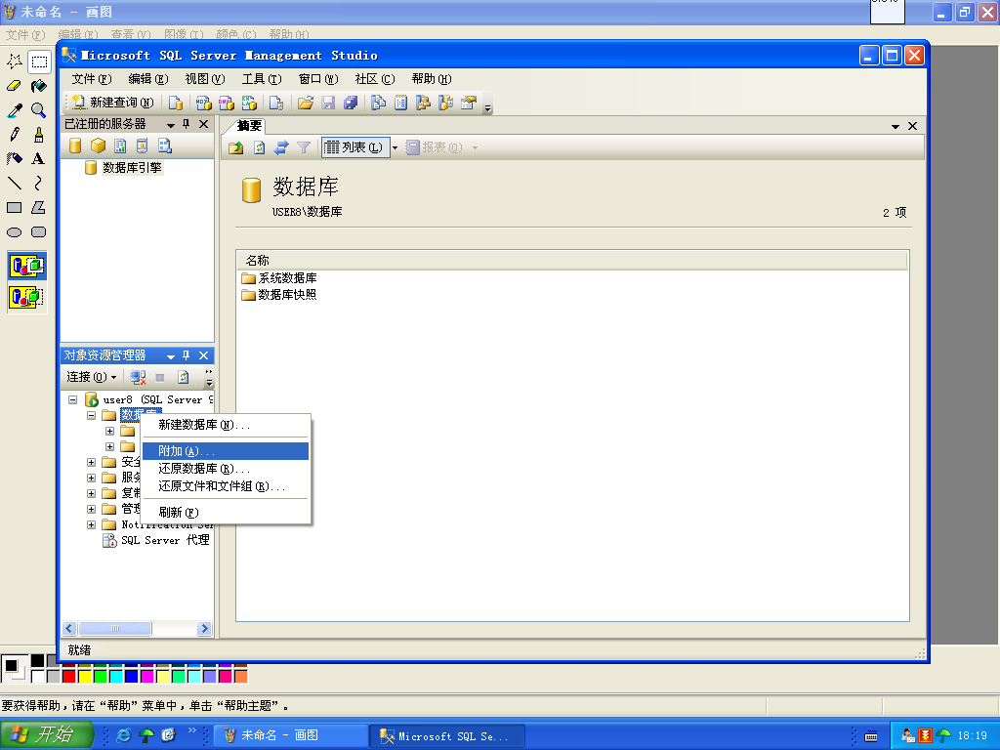 未命名 - 画图
文件(F) 编辑(E) 查看(V) 图像(I) 颜色(C) 帮助(H)
Microsoft SQL Server Management Studio
文件(F) 编辑(E) 视图(V) 工具(T) 窗口(W) 社区(C) 帮助(H)
新建查询(N)
已注册的服务器
数据库引擎
摘要
列表(L) 报表(O)
数据库
USER8\数据库
2 项
名称
系统数据库
数据库快照
对象资源管理器
连接(O)
user8 (SQL Server 9
数据库
新建数据库(N)...
附加(A)...
还原数据库(R)...
还原文件和文件组(R)...
刷新(F)
安全
服务
复制
管理
Notification Ser
SQL Server 代理
就绪
要获得帮助，请在“帮助”菜单中，单击“帮助主题”。
开始
未命名 - 画图
Microsoft SQL Se...
18:19